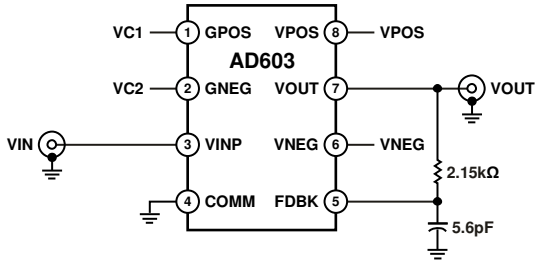 VC1
1
GPOS
VPOS
8
VPOS
AD603
VC2
2
GNEG
VOUT
7
VOUT
VIN
3
VINP
VNEG
6
VNEG
2.15kΩ
4
COMM
FDBK
5
5.6pF